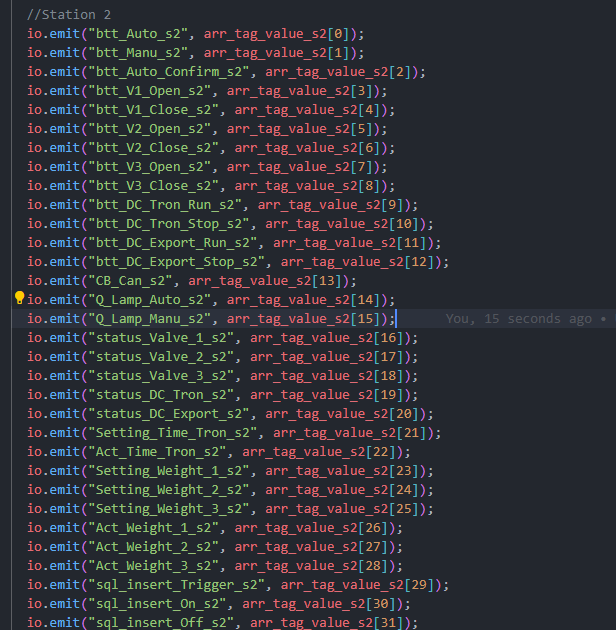 //Station 2
io.emit("btt_Auto_s2", arr_tag_value_s2[0]);
io.emit("btt_Manu_s2", arr_tag_value_s2[1]);
io.emit("btt_Auto_Confirm_s2", arr_tag_value_s2[2]);
io.emit("btt_V1_Open_s2", arr_tag_value_s2[3]);
io.emit("btt_V1_Close_s2", arr_tag_value_s2[4]);
io.emit("btt_V2_Open_s2", arr_tag_value_s2[5]);
io.emit("btt_V2_Close_s2", arr_tag_value_s2[6]);
io.emit("btt_V3_Open_s2", arr_tag_value_s2[7]);
io.emit("btt_V3_Close_s2", arr_tag_value_s2[8]);
io.emit("btt_DC_Tron_Run_s2", arr_tag_value_s2[9]);
io.emit("btt_DC_Tron_Stop_s2", arr_tag_value_s2[10]);
io.emit("btt_DC_Export_Run_s2", arr_tag_value_s2[11]);
io.emit("btt_DC_Export_Stop_s2", arr_tag_value_s2[12]);
io.emit("CB_Can_s2", arr_tag_value_s2[13]);
io.emit("Q_Lamp_Auto_s2", arr_tag_value_s2[14]);
io.emit("Q_Lamp_Manu_s2", arr_tag_value_s2[15]); You, 15 seconds ago •
io.emit("status_Valve_1_s2", arr_tag_value_s2[16]);
io.emit("status_Valve_2_s2", arr_tag_value_s2[17]);
io.emit("status_Valve_3_s2", arr_tag_value_s2[18]);
io.emit("status_DC_Tron_s2", arr_tag_value_s2[19]);
io.emit("status_DC_Export_s2", arr_tag_value_s2[20]);
io.emit("Setting_Time_Tron_s2", arr_tag_value_s2[21]);
io.emit("Act_Time_Tron_s2", arr_tag_value_s2[22]);
io.emit("Setting_Weight_1_s2", arr_tag_value_s2[23]);
io.emit("Setting_Weight_2_s2", arr_tag_value_s2[24]);
io.emit("Setting_Weight_3_s2", arr_tag_value_s2[25]);
io.emit("Act_Weight_1_s2", arr_tag_value_s2[26]);
io.emit("Act_Weight_2_s2", arr_tag_value_s2[27]);
io.emit("Act_Weight_3_s2", arr_tag_value_s2[28]);
io.emit("sql_insert_Trigger_s2", arr_tag_value_s2[29]);
io.emit("sql_insert_On_s2", arr_tag_value_s2[30]);
io.emit("sql_insert_Off_s2", arr_tag_value_s2[31]);